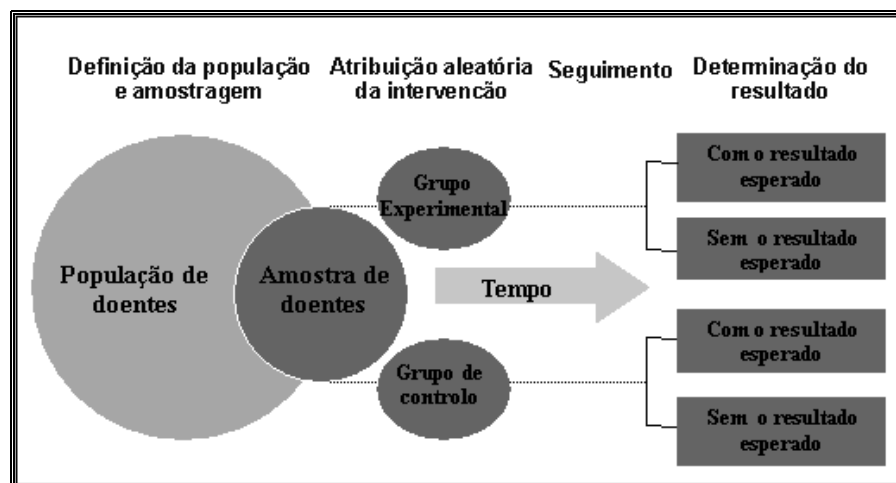 Definição da população
e amostragem
Atribuição aleatória
da intervencão
Seguimento
Determinação do
resultado
População de
doentes
Amostra de
doentes
Grupo
Experimental
Tempo
Grupo de
controlo
Com o resultado
esperado
Sem o resultado
esperado
Com o resultado
esperado
Sem o resultado
esperado